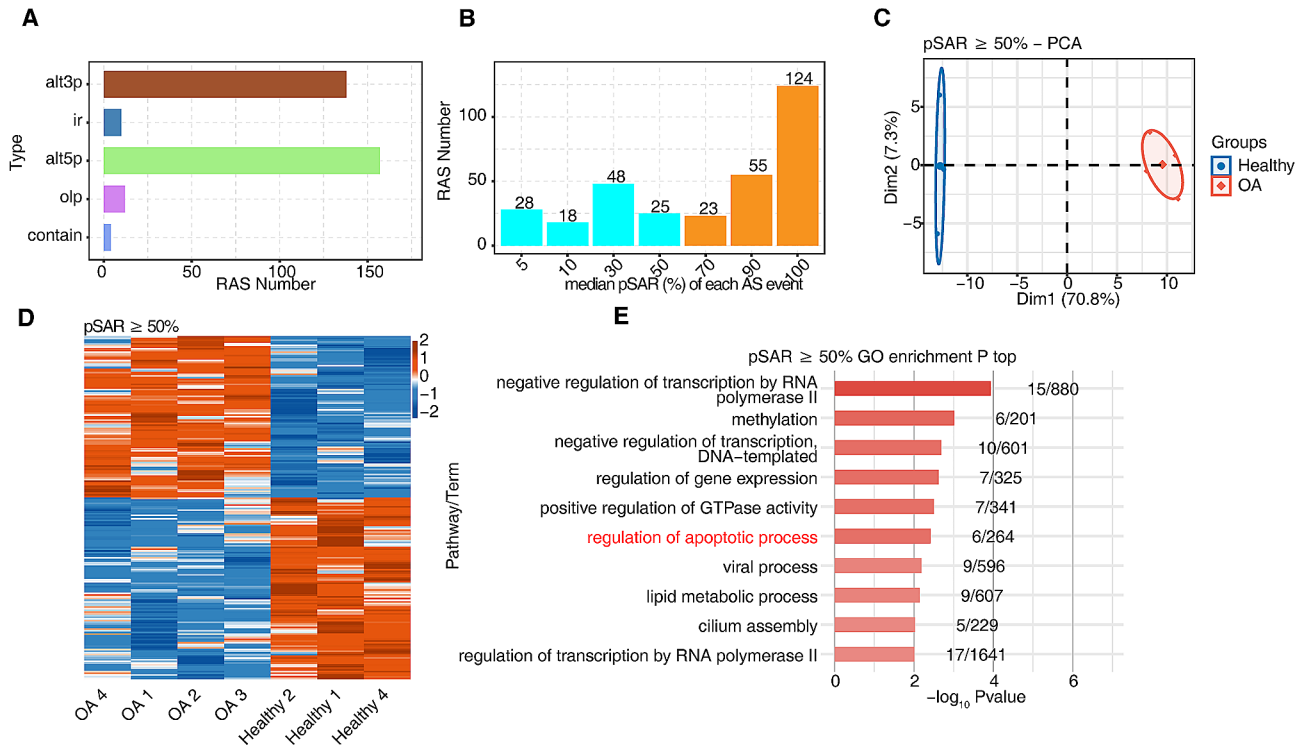 A
Type
alt3p
ir
alt5p
olp
contain
0 50 100 150
RAS Number
B
RAS Number
100
50
0
28 18 48 25 23 55 124
5 10 30 50 70 90 100
median pSAR (%) of each AS event
C
pSAR ≥ 50% − PCA
Dim2 (7.3%)
5
0
−5
−10 −5 0 5 10
Dim1 (70.8%)
Groups
Healthy
OA
D
pSAR ≥ 50%
2
1
0
−1
−2
OA 4 OA 1 OA 2 OA 3 Healthy 2 Healthy 1 Healthy 4
E
pSAR ≥ 50% GO enrichment P top
Pathway/Term
negative regulation of transcription by RNA
polymerase II
15/880
methylation
6/201
negative regulation of transcription,
DNA−templated
10/601
regulation of gene expression
7/325
positive regulation of GTPase activity
7/341
regulation of apoptotic process
6/264
viral process
9/596
lipid metabolic process
9/607
cilium assembly
5/229
regulation of transcription by RNA polymerase II
17/1641
0 2 4 6
−log10 Pvalue